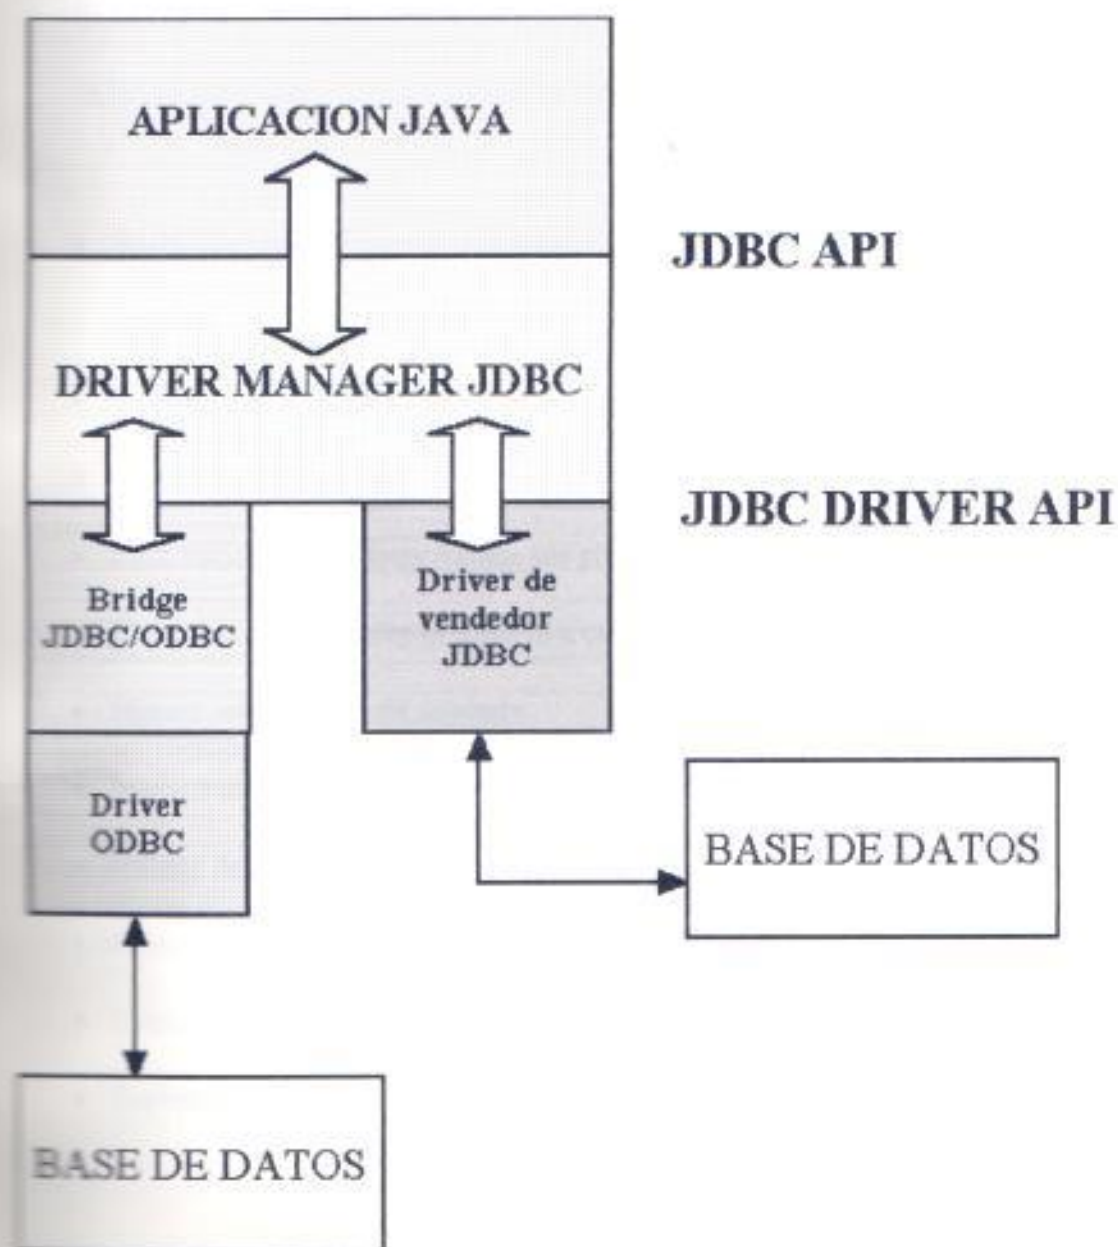 APLICACION JAVA
JDBC API
DRIVER MANAGER JDBC
JDBC DRIVER API
Bridge
JDBC/ODBC
Driver de
vendedor
JDBC
Driver
ODBC
BASE DE DATOS
BASE DE DATOS